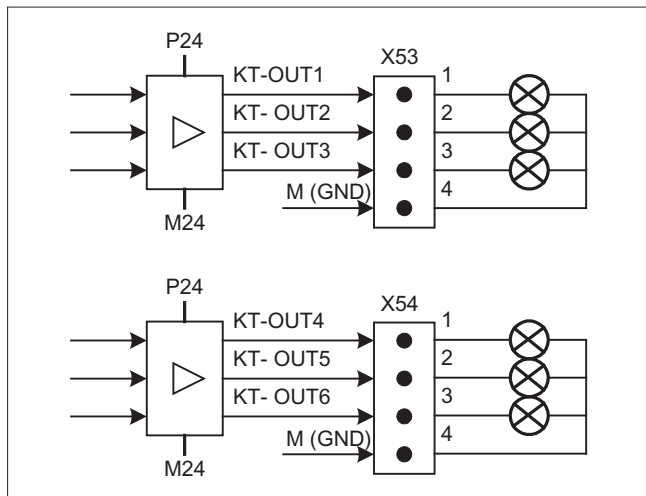 P24
X53
KT-OUT1
1
KT- OUT2
2
KT- OUT3
3
M (GND)
4
M24
P24
X54
KT-OUT4
1
KT- OUT5
2
KT- OUT6
3
M (GND)
4
M24